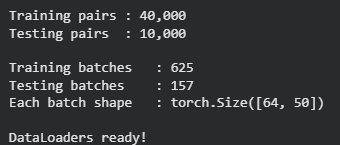 Training pairs : 40,000
Testing pairs  : 10,000

Training batches   : 625
Testing batches    : 157
Each batch shape   : torch.Size([64, 50])

DataLoaders ready!